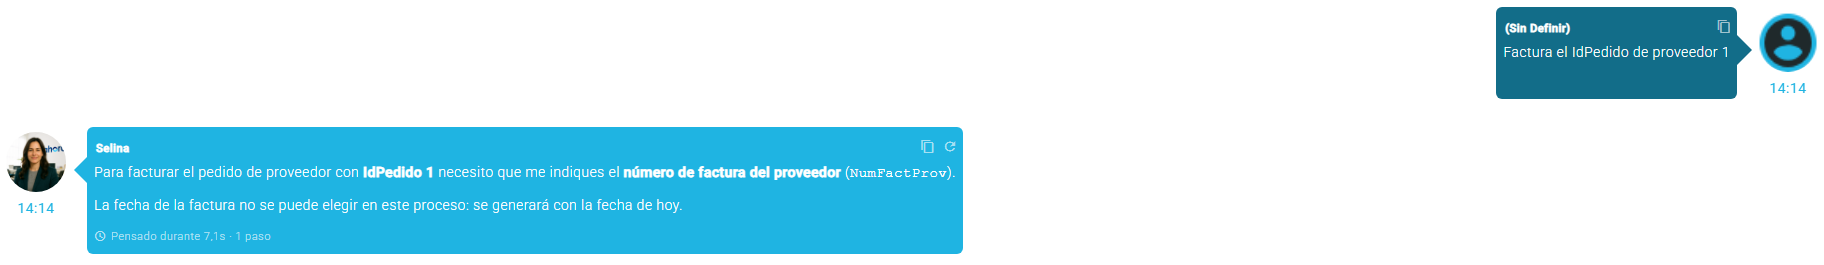 (Sin Definir)
Factura el IdPedido de proveedor 1
14:14
Selina
Para facturar el pedido de proveedor con IdPedido 1 necesito que me indiques el número de factura del proveedor (NumFactProv).
La fecha de la factura no se puede elegir en este proceso: se generará con la fecha de hoy.
14:14
Pensado durante 7,1s - 1 paso